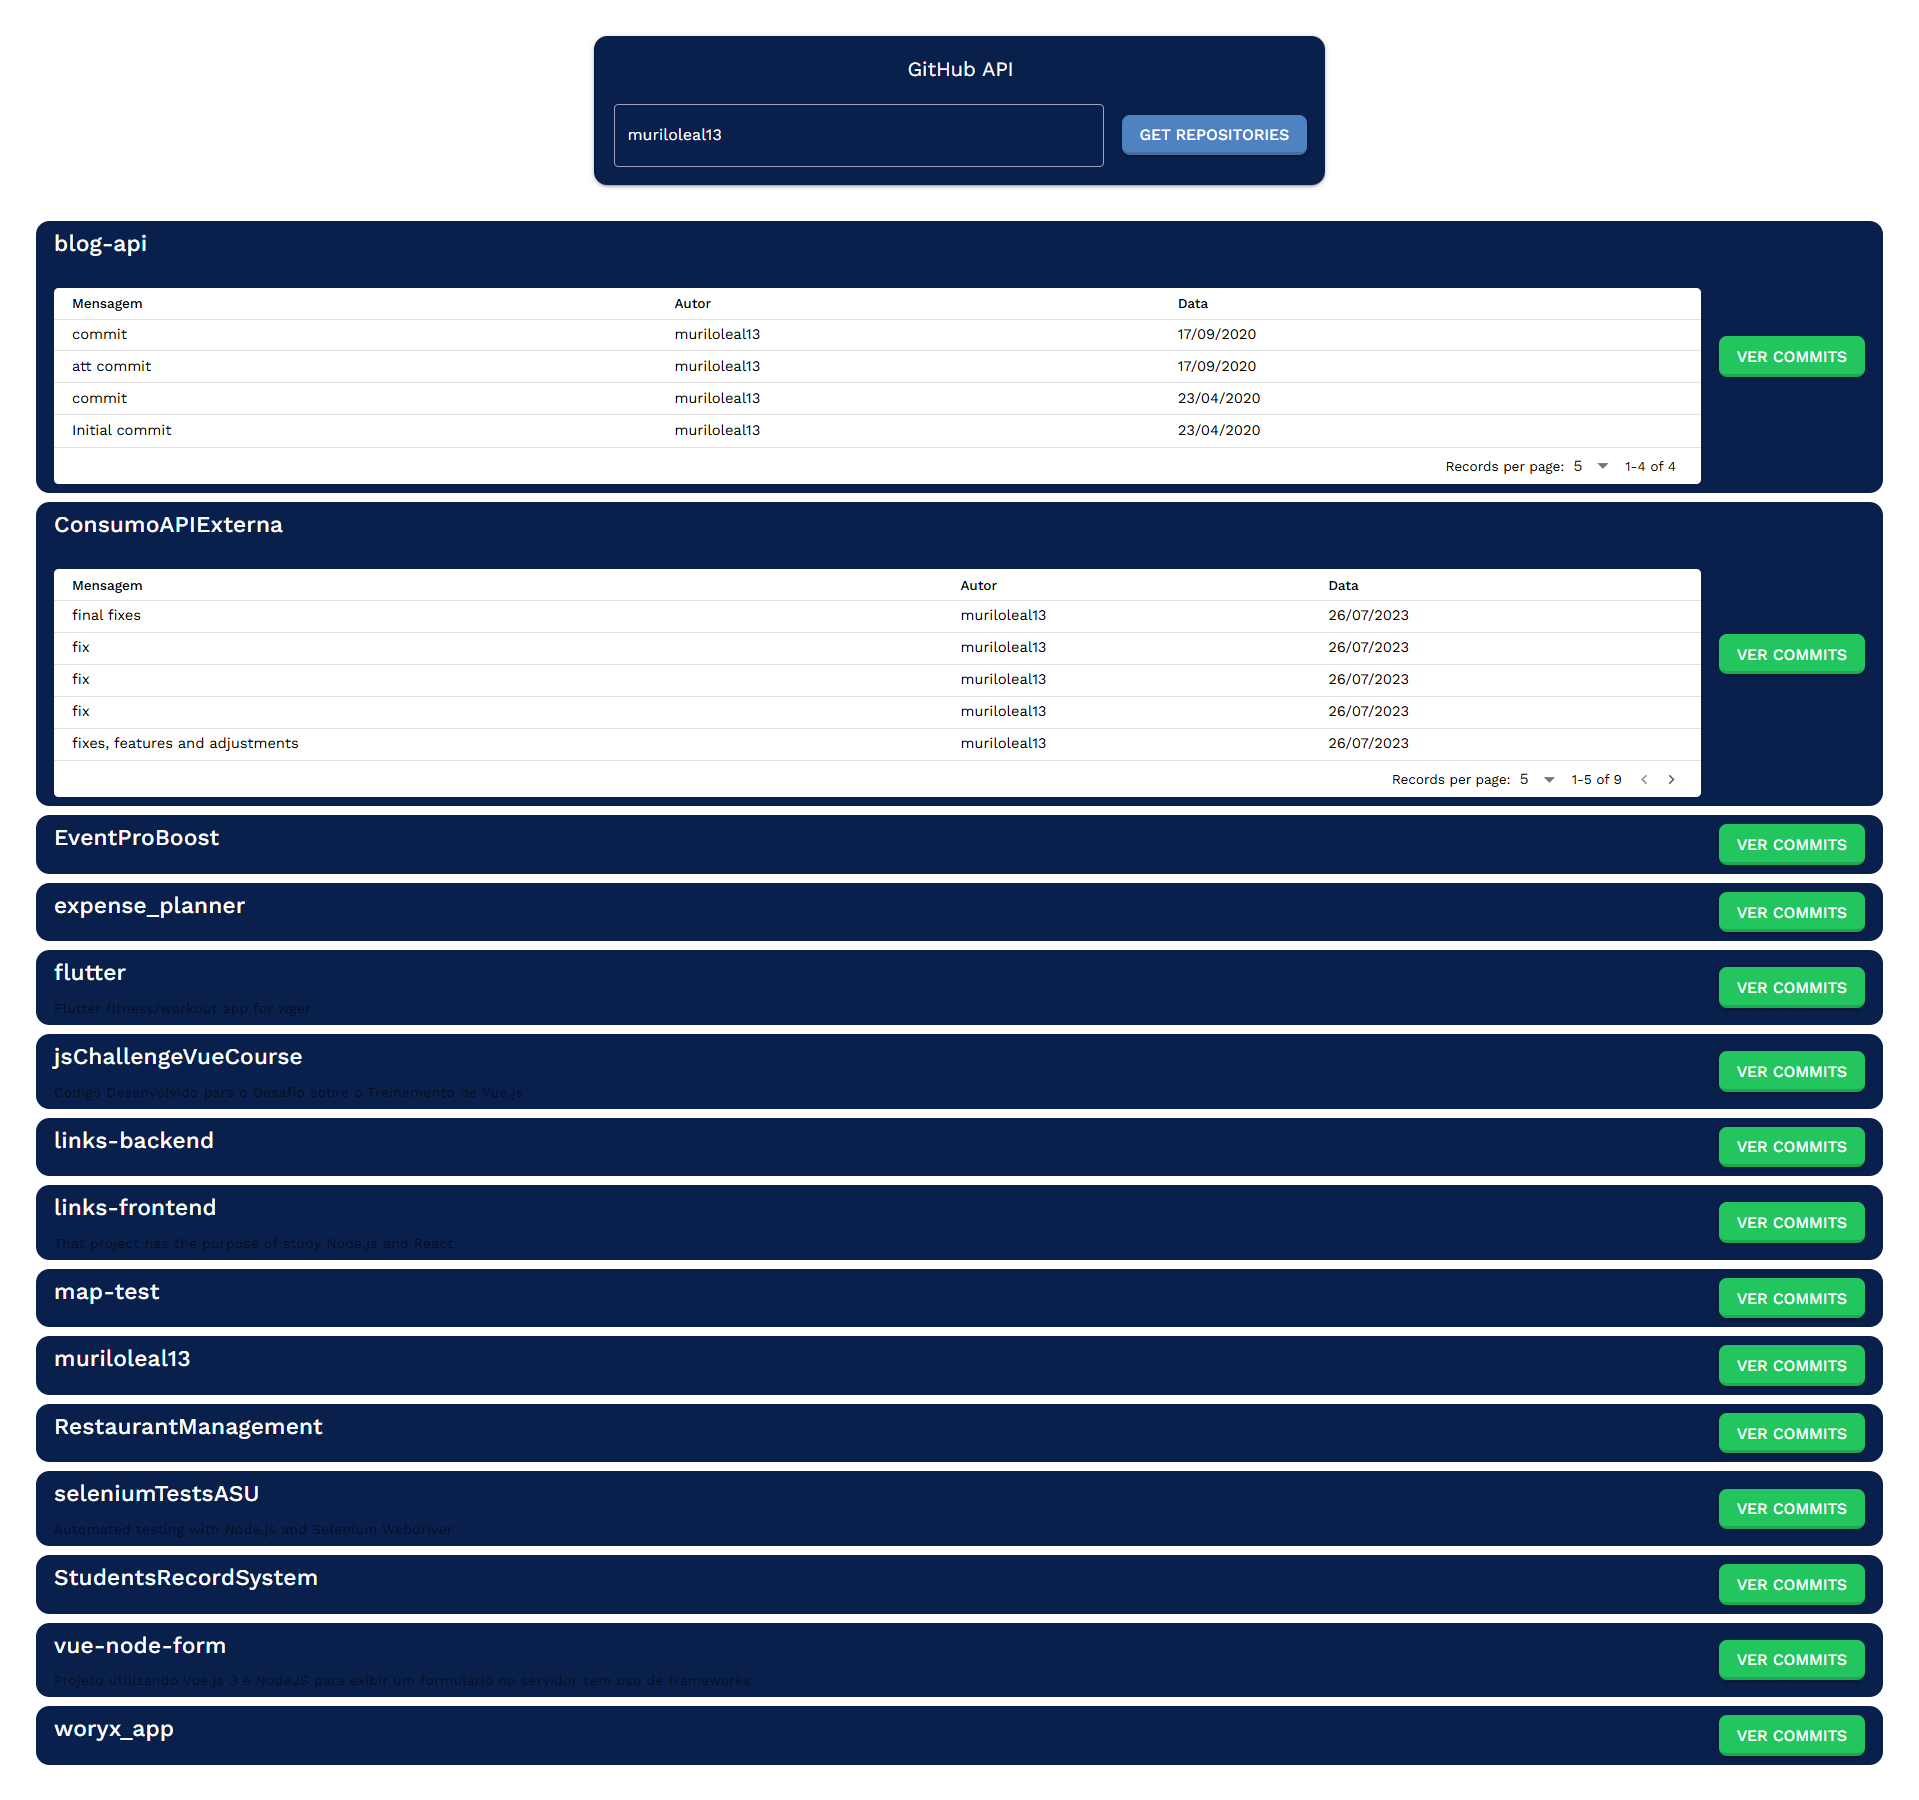 GitHub API
muriloleal13 GET REPOSITORIES
blog-api
Mensagem Autor Data
commit muriloleal13 17/09/2020
att commit muriloleal13 17/09/2020
commit muriloleal13 23/04/2020
Initial commit muriloleal13 23/04/2020
Records per page: 5 1-4 of 4
VER COMMITS
ConsumoAPIExterna
Mensagem Autor Data
final fixes muriloleal13 26/07/2023
fix muriloleal13 26/07/2023
fix muriloleal13 26/07/2023
fix muriloleal13 26/07/2023
fixes, features and adjustments muriloleal13 26/07/2023
Records per page: 5 1-5 of 9
VER COMMITS
EventProBoost
VER COMMITS
expense_planner
VER COMMITS
flutter
Flutter fitness/workout app for wger
VER COMMITS
jsChallengeVueCourse
Código Desenvolvido para o Desafio sobre o Treinamento de Vue.js
VER COMMITS
links-backend
VER COMMITS
links-frontend
That project has the purpose of study Node.js and React
VER COMMITS
map-test
VER COMMITS
muriloleal13
VER COMMITS
RestaurantManagement
VER COMMITS
seleniumTestsASU
Automated testing with Node.js and Selenium Webdriver
VER COMMITS
StudentsRecordSystem
VER COMMITS
vue-node-form
Projeto utilizando Vue.js 3 e NodeJS para exibir um formulário no servidor sem uso de frameworks
VER COMMITS
woryx_app
VER COMMITS